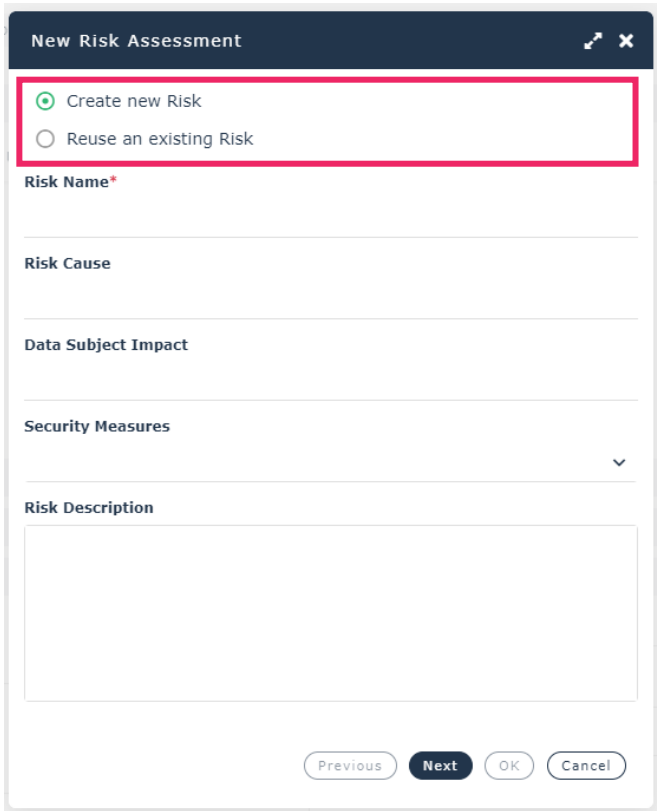 New Risk Assessment
Create new Risk
Reuse an existing Risk
Risk Name*
Risk Cause
Data Subject Impact
Security Measures
Risk Description
Previous Next OK Cancel